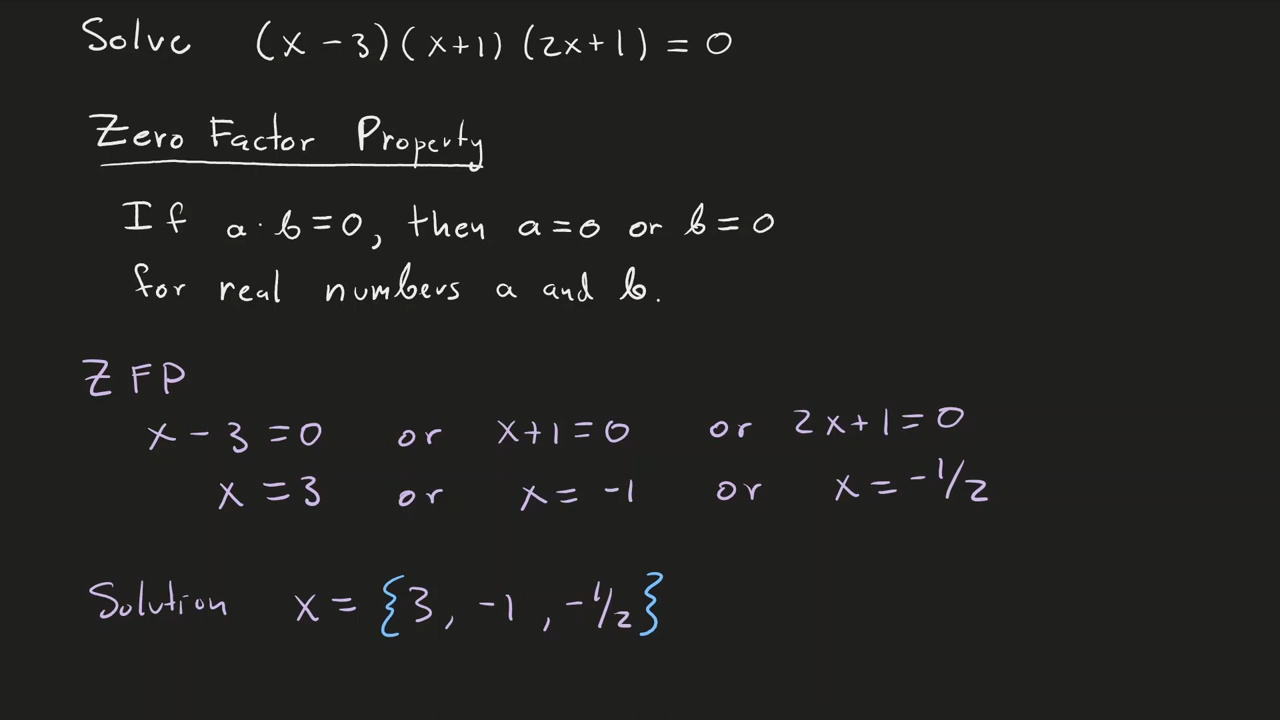 Solve (x-3)(x+1)(2x+1) = 0
Zero Factor Property
If a·b=0, then a=0 or b=0
for real numbers a and b.
ZFP
x-3=0 or x+1=0 or 2x+1=0
x=3 or x=-1 or x=-1/2
Solution x={3, -1, -1/2}